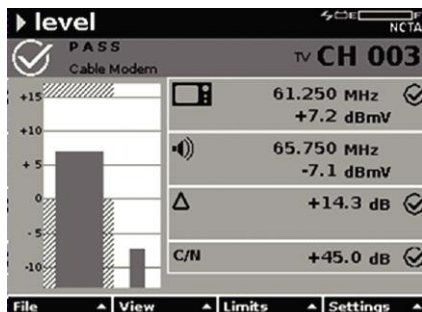 level
E F
NCTA
PASS
Cable Modem
TV CH 003
+15
+10
+ 5
0
- 5
-10
61.250 MHz
+7.2 dBmV
65.750 MHz
-7.1 dBmV
Δ +14.3 dB
C/N +45.0 dB
File View Limits Settings